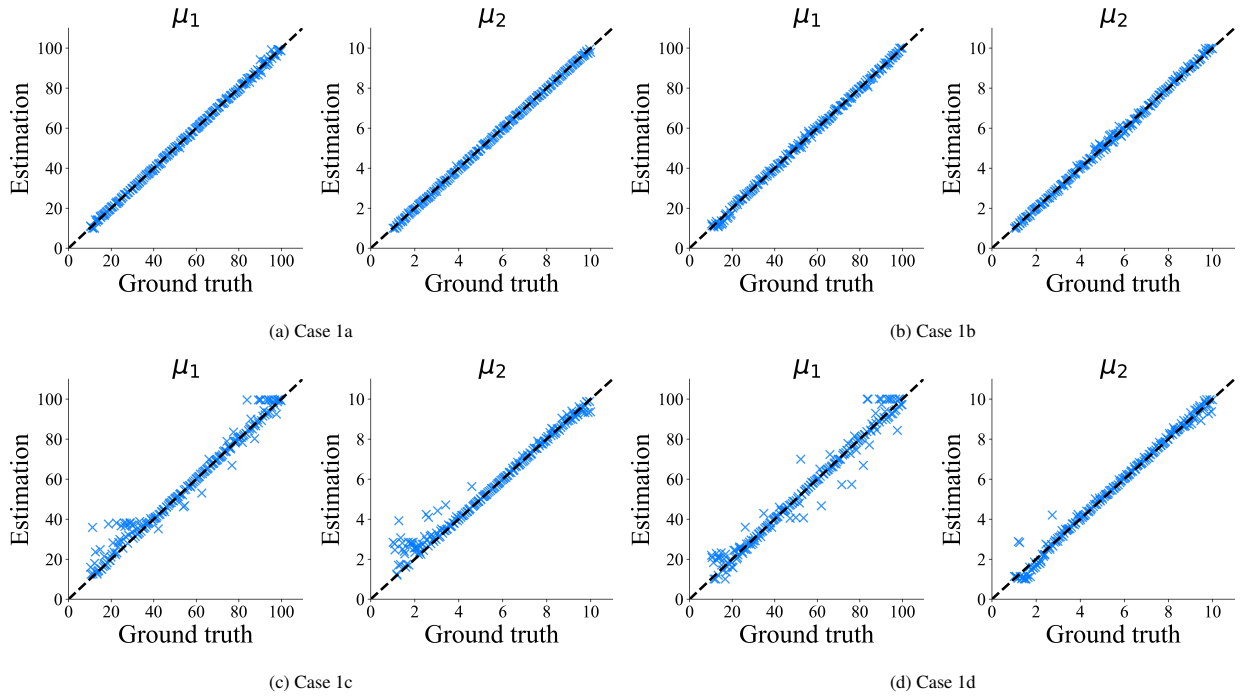 μ1
Estimation
100
80
60
40
20
0
0 20 40 60 80 100
Ground truth
μ2
Estimation
10
8
6
4
2
0
0 2 4 6 8 10
Ground truth
(a) Case 1a
μ1
Estimation
100
80
60
40
20
0
0 20 40 60 80 100
Ground truth
μ2
Estimation
10
8
6
4
2
0
0 2 4 6 8 10
Ground truth
(b) Case 1b
μ1
Estimation
100
80
60
40
20
0
0 20 40 60 80 100
Ground truth
μ2
Estimation
10
8
6
4
2
0
0 2 4 6 8 10
Ground truth
(c) Case 1c
μ1
Estimation
100
80
60
40
20
0
0 20 40 60 80 100
Ground truth
μ2
Estimation
10
8
6
4
2
0
0 2 4 6 8 10
Ground truth
(d) Case 1d